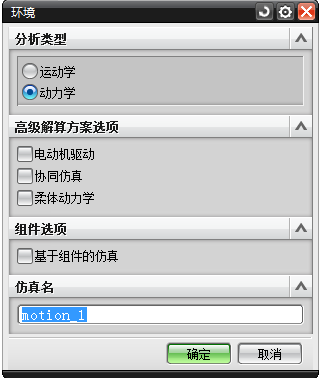 环境
分析类型
运动学
动力学
高级解算方案选项
电动机驱动
协同仿真
柔体动力学
组件选项
基于组件的仿真
仿真名
motion_1
确定 取消